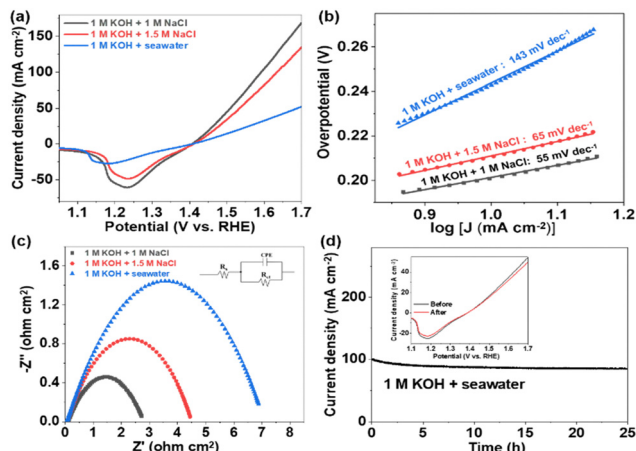 (a)
1 M KOH + 1 M NaCl
1 M KOH + 1.5 M NaCl
1 M KOH + seawater
Current density (mA cm-2)
150
100
50
0
-50
1.1 1.2 1.3 1.4 1.5 1.6 1.7
Potential (V vs. RHE)
(b)
Overpotential (V)
0.26
0.24
0.22
0.20
1 M KOH + seawater : 143 mV dec-1
1 M KOH + 1.5 M NaCl : 65 mV dec-1
1 M KOH + 1 M NaCl: 55 mV dec-1
0.9 1.0 1.1 1.2
log [J (mA cm-2)]
(c)
1 M KOH + 1 M NaCl
1 M KOH + 1.5 M NaCl
1 M KOH + seawater
CPE
Rs
Rct
-Z'' (ohm cm2)
-1.6
-1.2
0.8
0.4
0.0
0 1 2 3 4 5 6 7 8
Z' (ohm cm2)
(d)
Current density (mA cm-2)
200
100
0
Current density (mA cm-2)
40
20
0
-20
Before
After
1.1 1.2 1.3 1.4 1.5 1.6 1.7
Potential (V vs. RHE)
1 M KOH + seawater
0 5 10 15 20 25
Time (h)